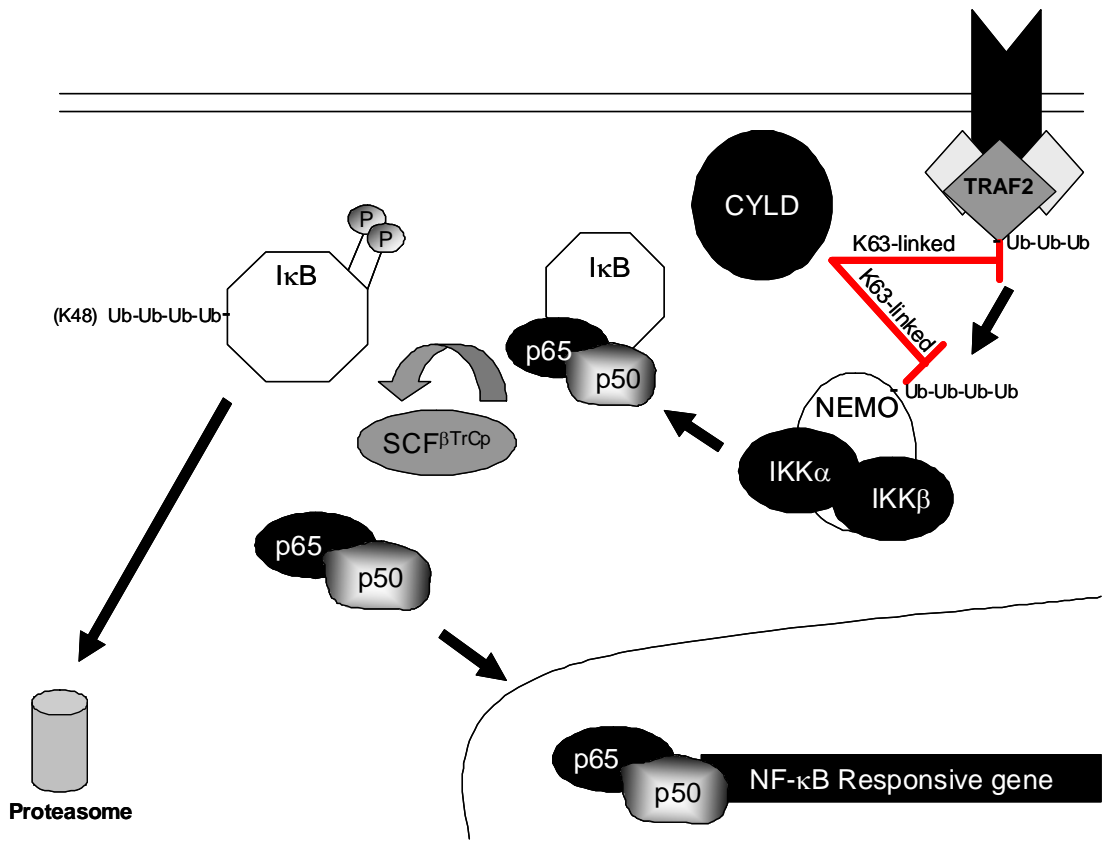 TRAF2
CYLD
K63-linked
-Ub-Ub-Ub
K63-linked
P
P
IκB
IκB
(K48) Ub-Ub-Ub-Ub-
p65
p50
NEMO
-Ub-Ub-Ub-Ub
SCFβTrCp
IKKα
IKKβ
p65
p50
Proteasome
p65
p50
NF-κB Responsive gene